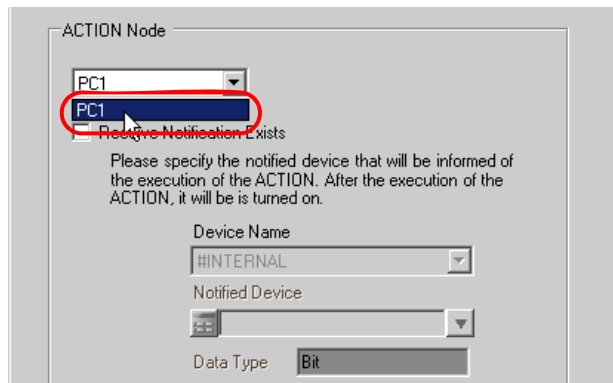 ACTION Node
PC1
PC1
Receive Notification Exists
Please specify the notified device that will be informed of
the execution of the ACTION. After the execution of the
ACTION, it will be is turned on.
Device Name
#INTERNAL
Notified Device
Data Type Bit